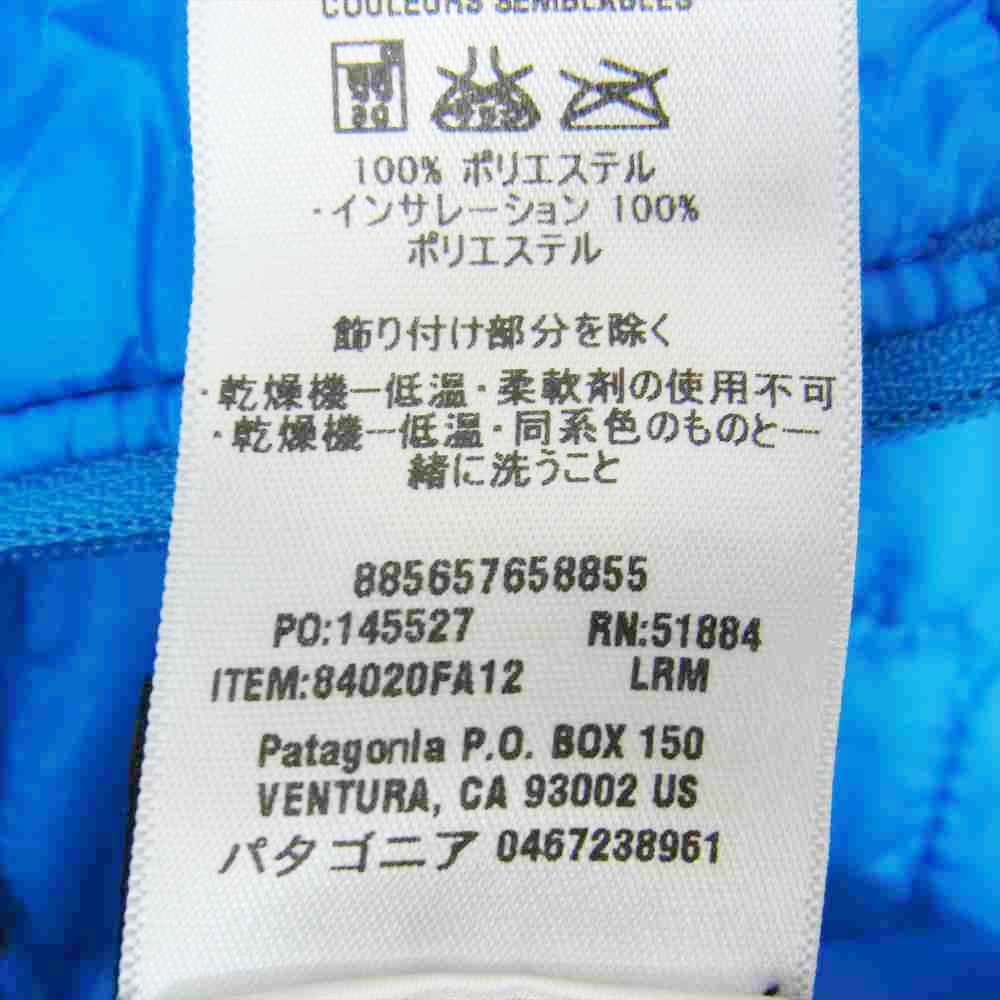 COULEURS SEMBLABLES
30
100% ポリエステル
・インサレーション 100%
ポリエステル
飾り付け部分を除く
・乾燥機ー低温・柔軟剤の使用不可
・乾燥機ー低温・同系色のものと一
緒に洗うこと
885657658855
PO:145527 RN:51884
ITEM:84020FA12 LRM
Patagonia P.O. BOX 150
VENTURA, CA 93002 US
パタゴニア 0467238961